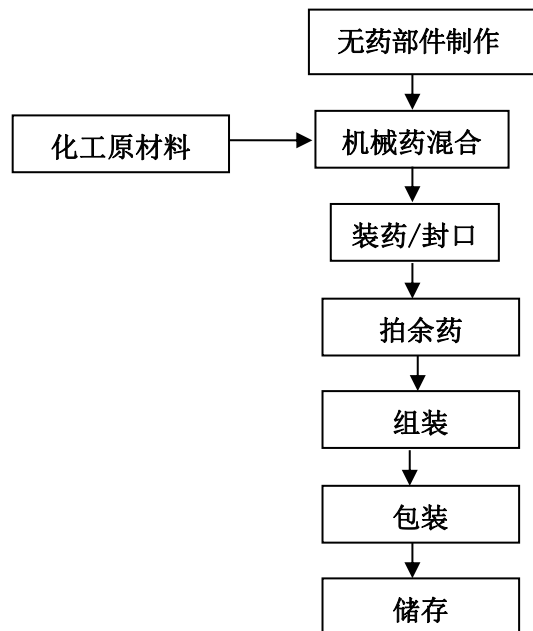 无药部件制作
化工原材料
机械药混合
装药/封口
拍余药
组装
包装
储存